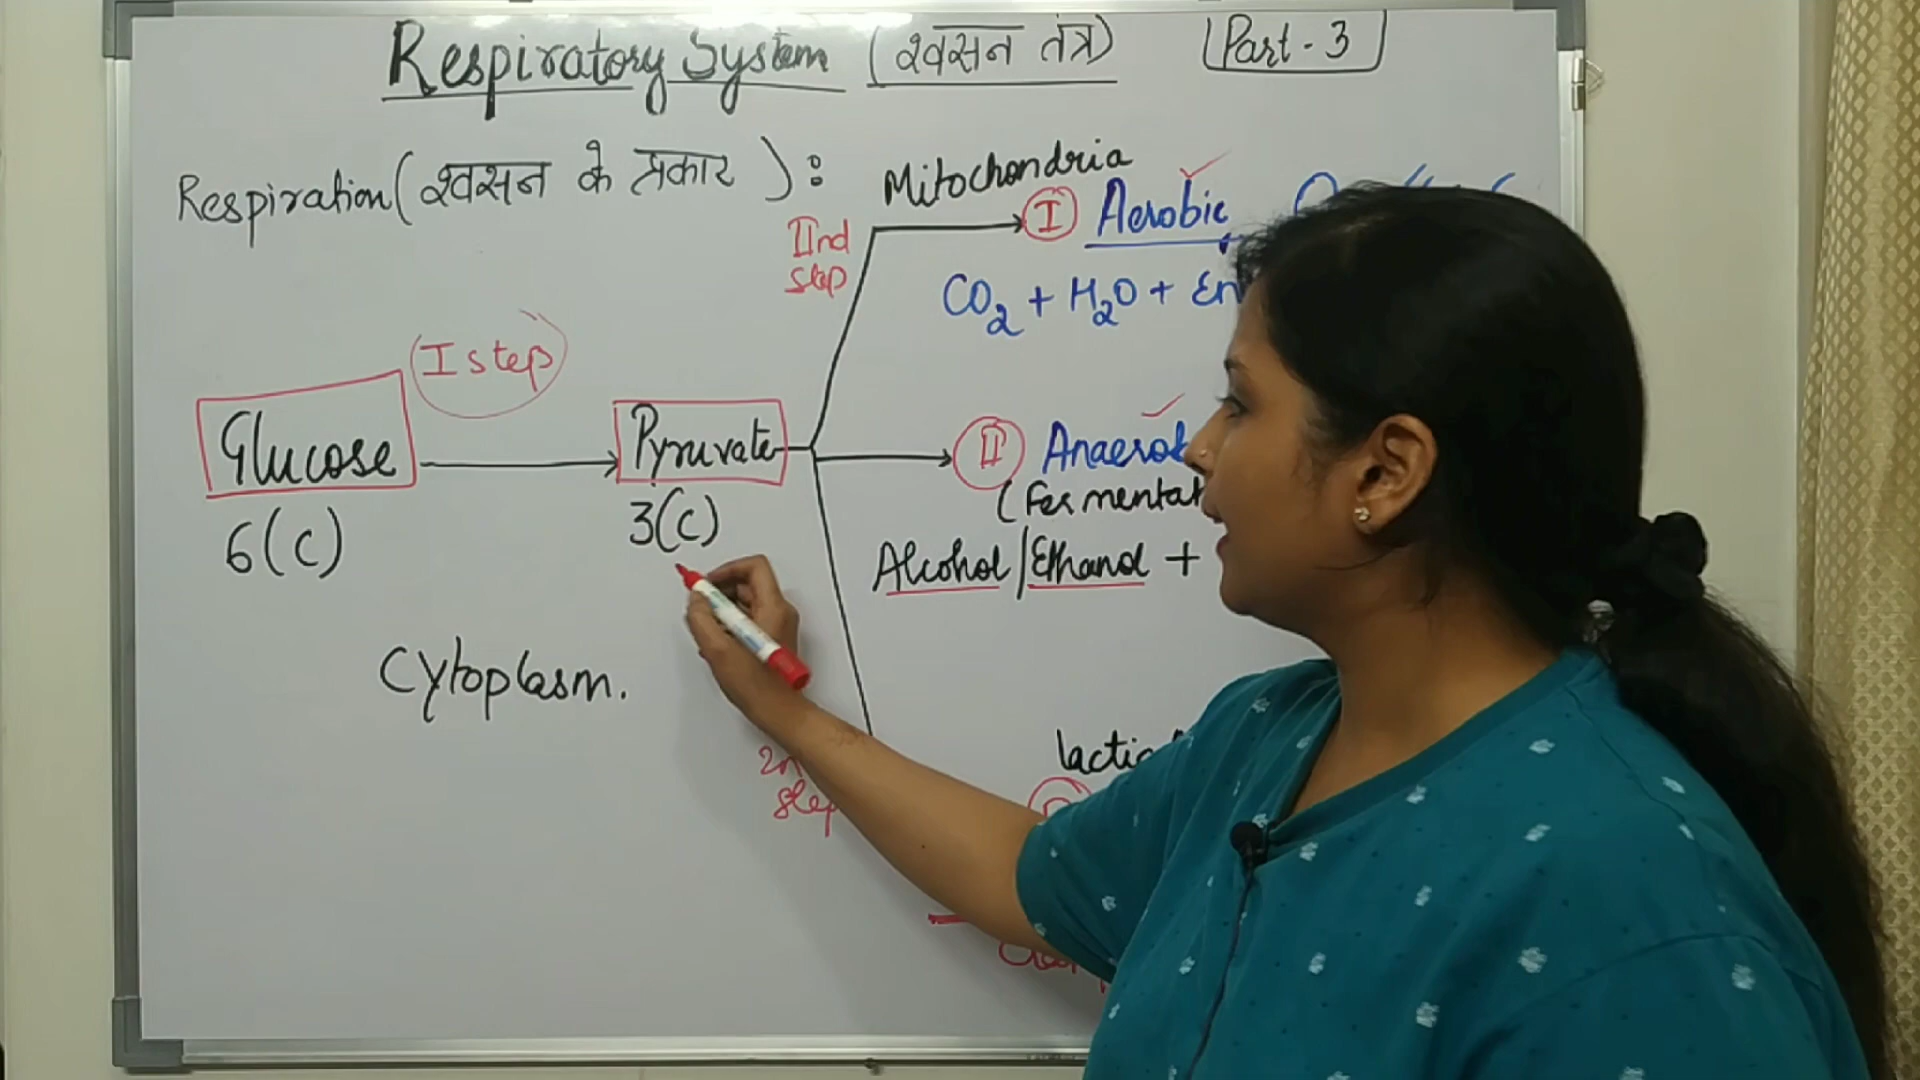 Respiratory System (श्वसन तंत्र) Part-3
Respiration (श्वसन के प्रकार):
Mitochondria
IInd step
I Aerobic
CO2 + H2O + En
I step
Glucose
Pyruvate
6(C)
3(C)
II Anaerob
(Fermentat
Alcohol/Ethanol +
Cytoplasm.
lactic
step